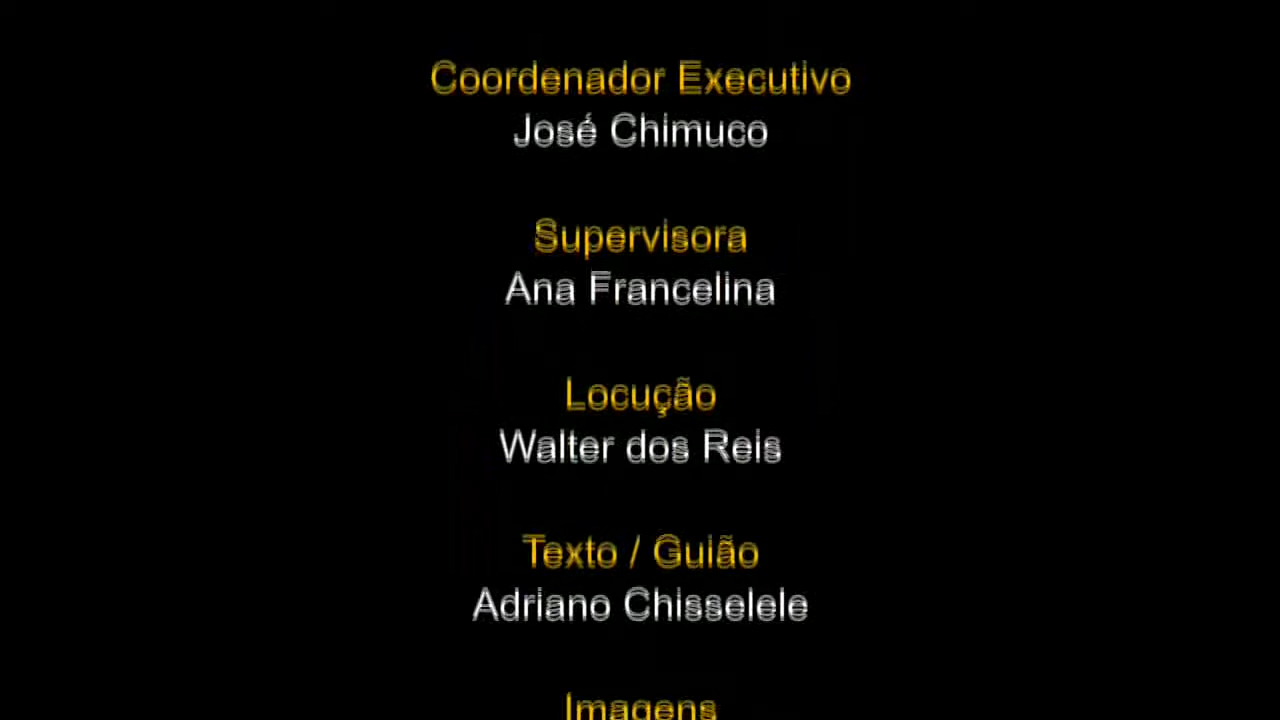 Coordenador Executivo
José Chimuco
Supervisora
Ana Francelina
Locução
Walter dos Reis
Texto / Guião
Adriano Chisselele
Imagens